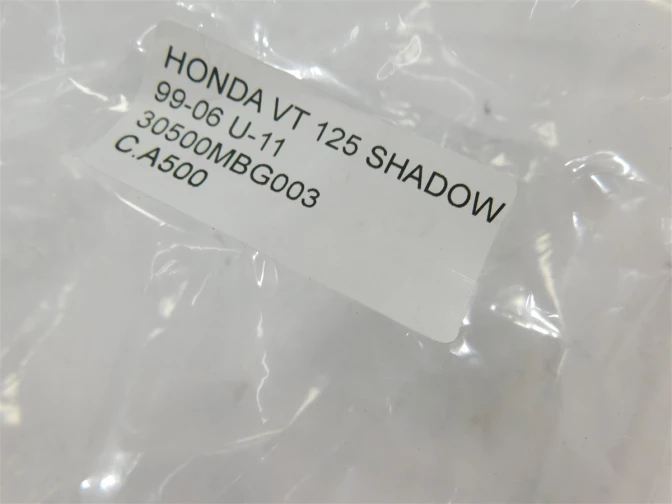 HONDA VT 125 SHADOW
99-06 U-11
30500MBG003
C.A500